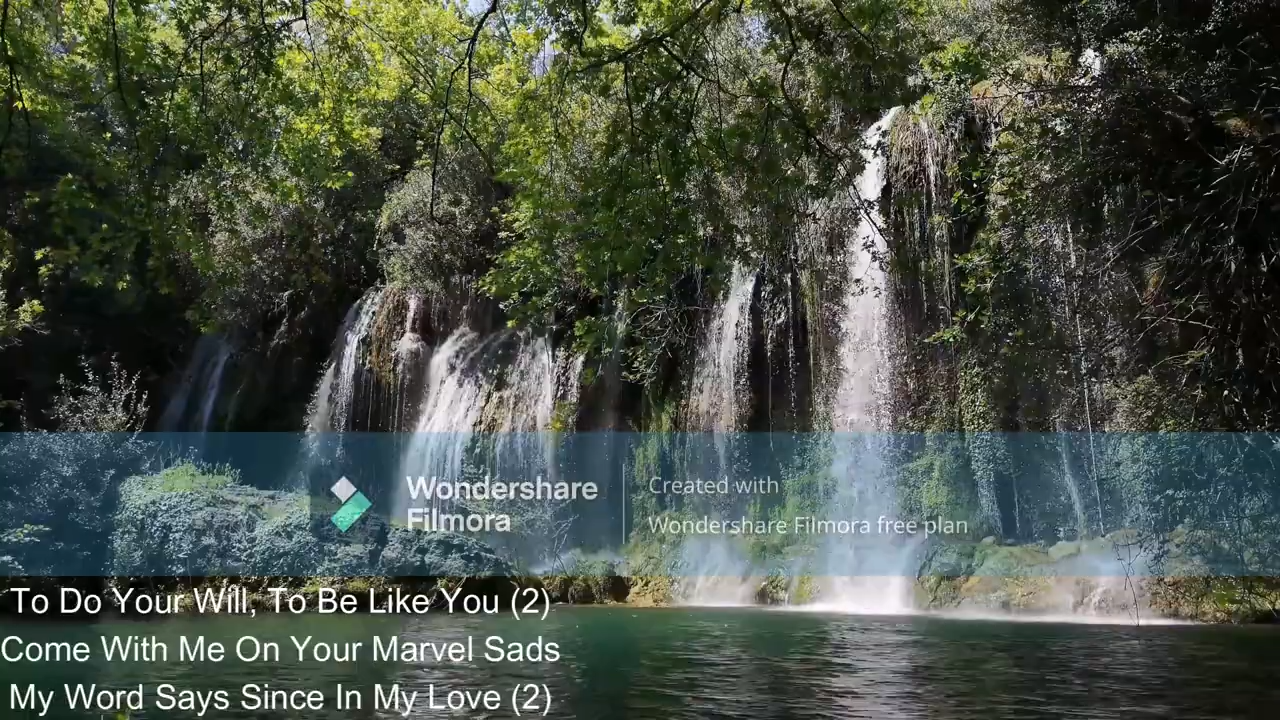 Wondershare
Filmora
Created with
Wondershare Filmora free plan
To Do Your Will, To Be Like You (2)
Come With Me On Your Marvel Sads
My Word Says Since In My Love (2)